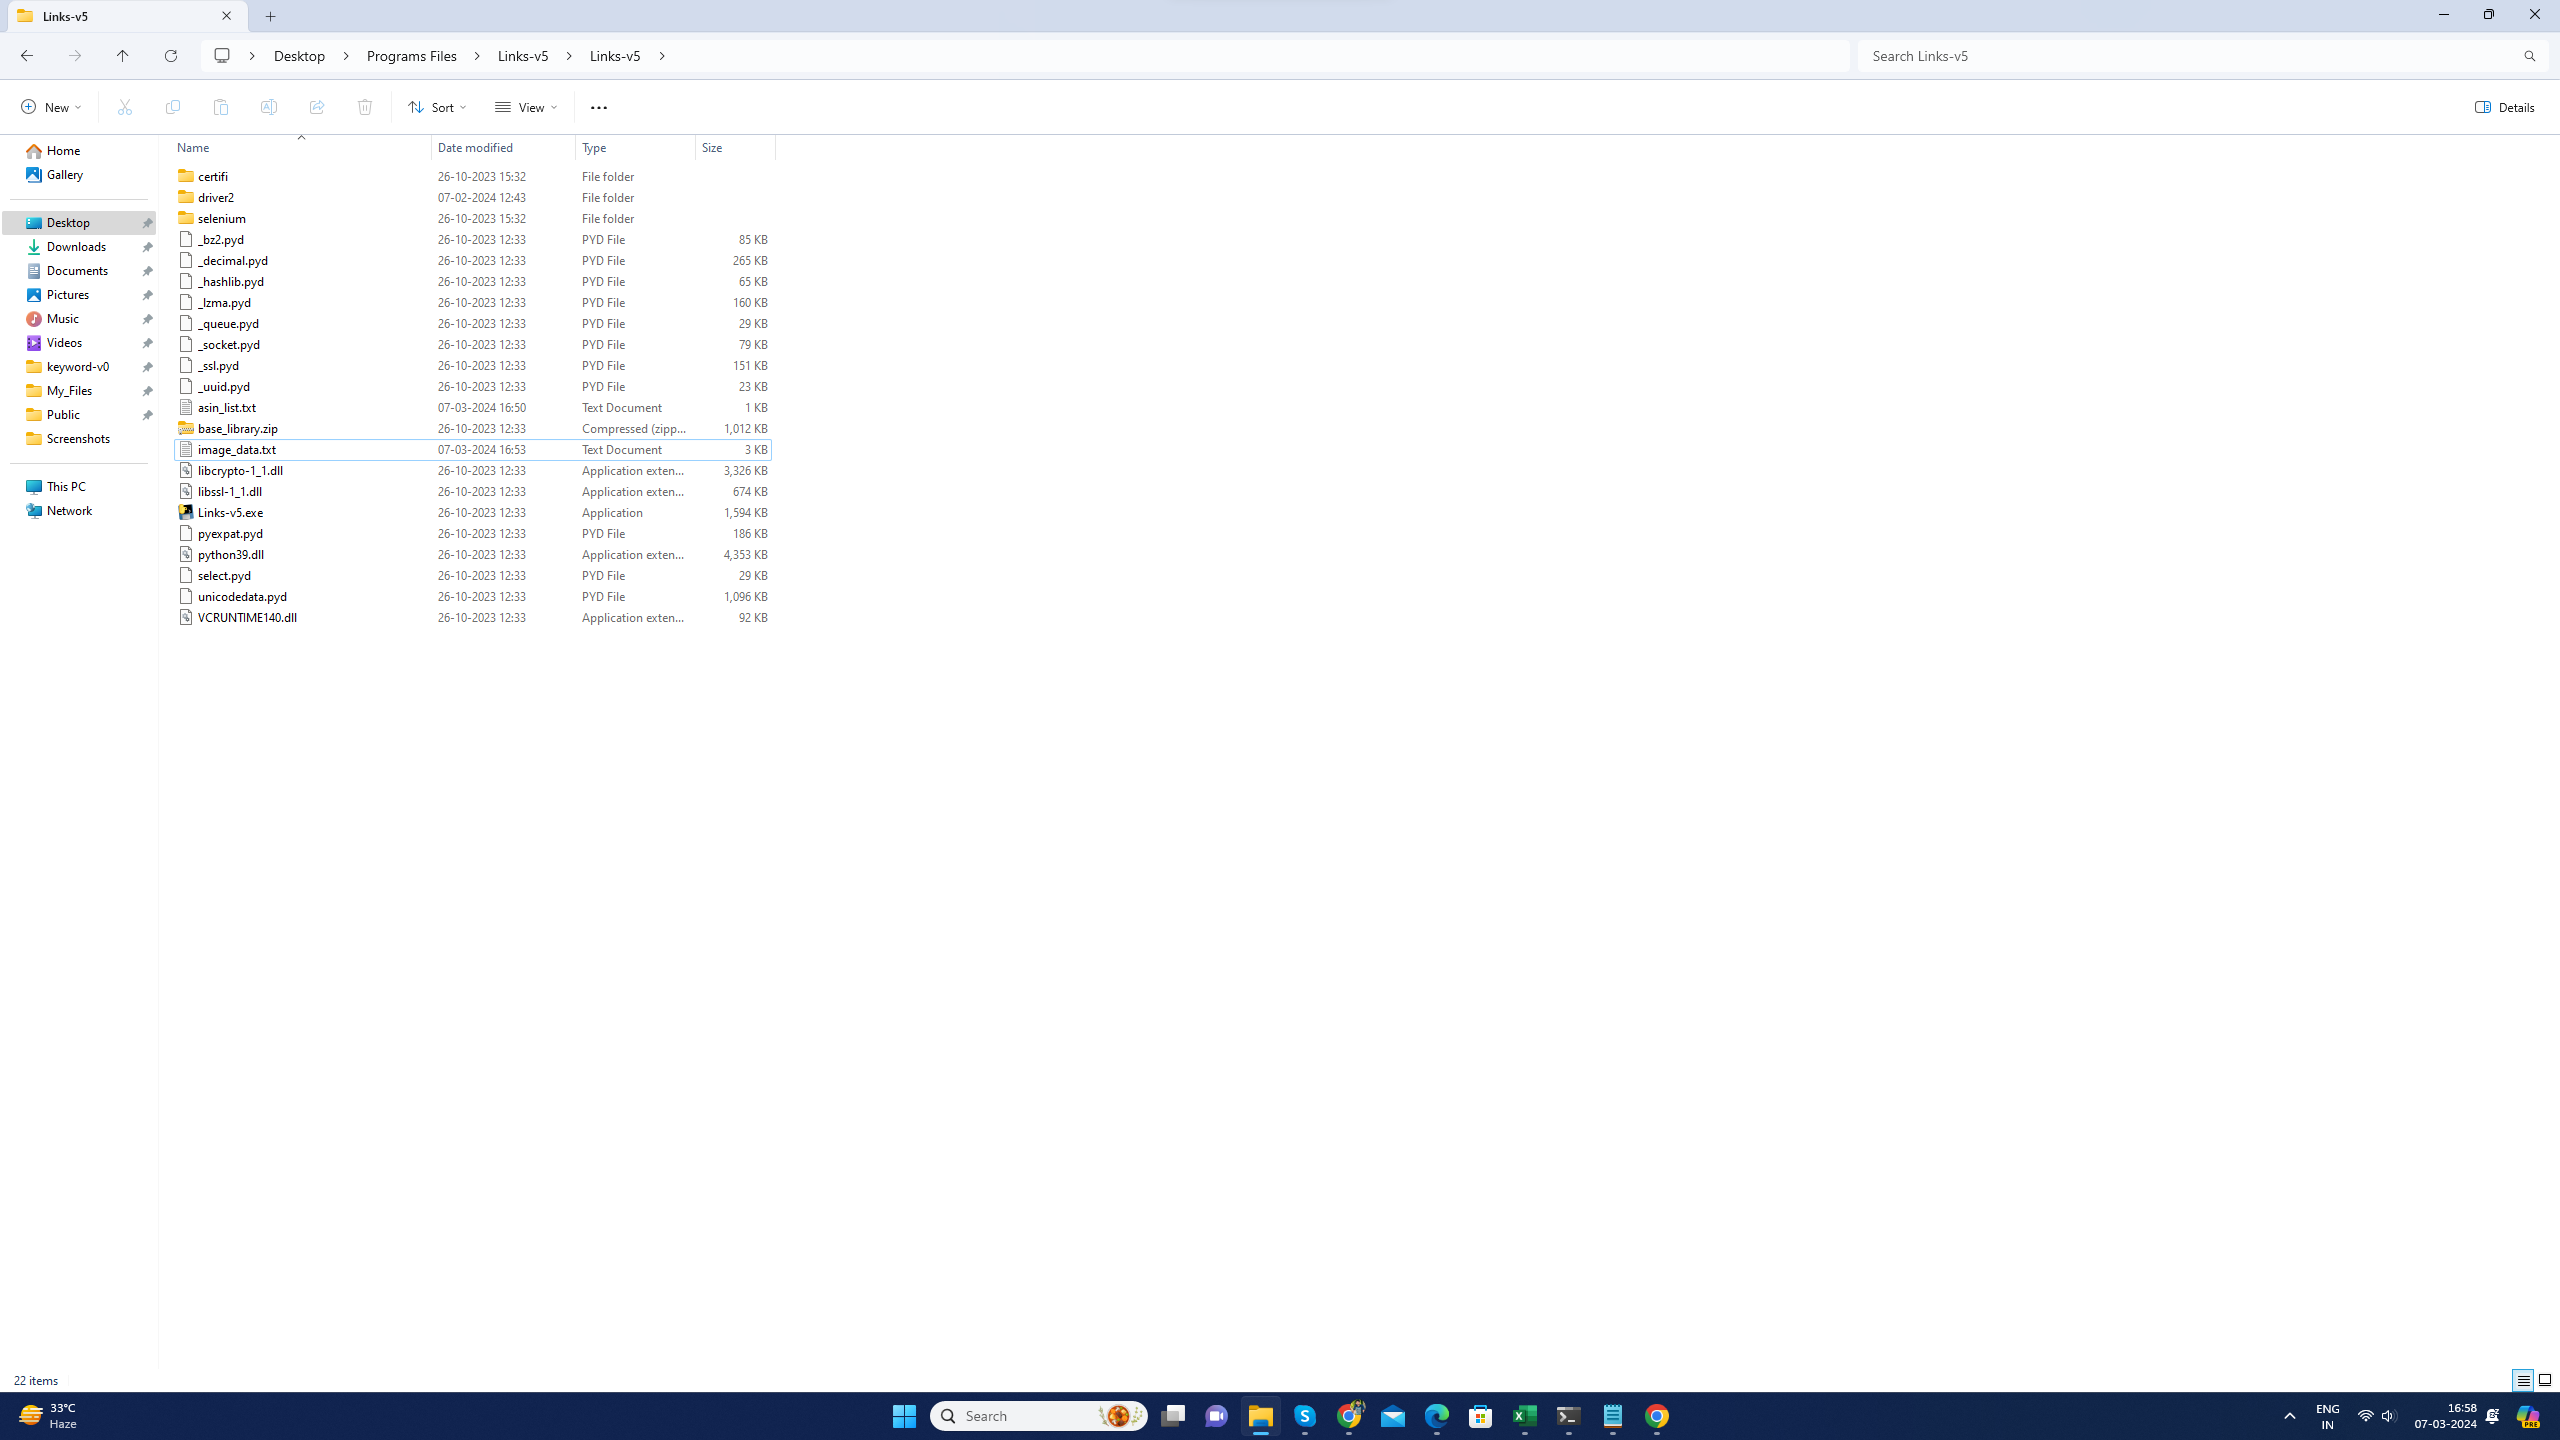 Links-v5
Desktop Programs Files Links-v5 Links-v5
Search Links-v5
New Sort View Details
Home
Gallery
Desktop
Downloads
Documents
Pictures
Music
Videos
keyword-v0
My_Files
Public
Screenshots
This PC
Network
Name Date modified Type Size
certifi 26-10-2023 15:32 File folder
driver2 07-02-2024 12:43 File folder
selenium 26-10-2023 15:32 File folder
_bz2.pyd 26-10-2023 12:33 PYD File 85 KB
_decimal.pyd 26-10-2023 12:33 PYD File 265 KB
_hashlib.pyd 26-10-2023 12:33 PYD File 65 KB
_lzma.pyd 26-10-2023 12:33 PYD File 160 KB
_queue.pyd 26-10-2023 12:33 PYD File 29 KB
_socket.pyd 26-10-2023 12:33 PYD File 79 KB
_ssl.pyd 26-10-2023 12:33 PYD File 151 KB
_uuid.pyd 26-10-2023 12:33 PYD File 23 KB
asin_list.txt 07-03-2024 16:50 Text Document 1 KB
base_library.zip 26-10-2023 12:33 Compressed (zipp... 1,012 KB
image_data.txt 07-03-2024 16:53 Text Document 3 KB
libcrypto-1_1.dll 26-10-2023 12:33 Application exten... 3,326 KB
libssl-1_1.dll 26-10-2023 12:33 Application exten... 674 KB
Links-v5.exe 26-10-2023 12:33 Application 1,594 KB
pyexpat.pyd 26-10-2023 12:33 PYD File 186 KB
python39.dll 26-10-2023 12:33 Application exten... 4,353 KB
select.pyd 26-10-2023 12:33 PYD File 29 KB
unicodedata.pyd 26-10-2023 12:33 PYD File 1,096 KB
VCRUNTIME140.dll 26-10-2023 12:33 Application exten... 92 KB
22 items
33°C
Haze
Search
ENG
IN
16:58
07-03-2024
PRE